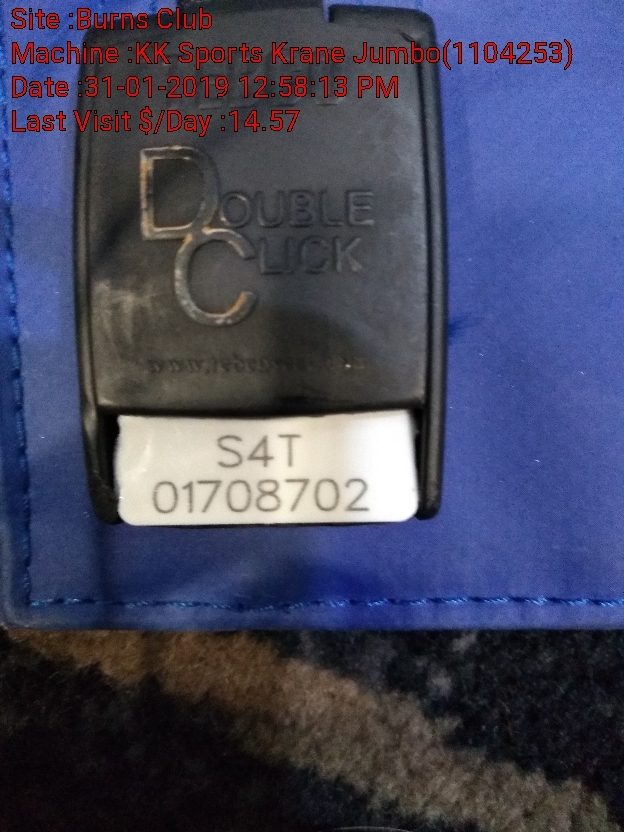 Site :Burns Club
Machine :KK Sports Krane Jumbo(1104253)
Date :31-01-2019 12:58:13 PM
Last Visit $/Day :14.57
DOUBLE
CLICK
S4T
01708702